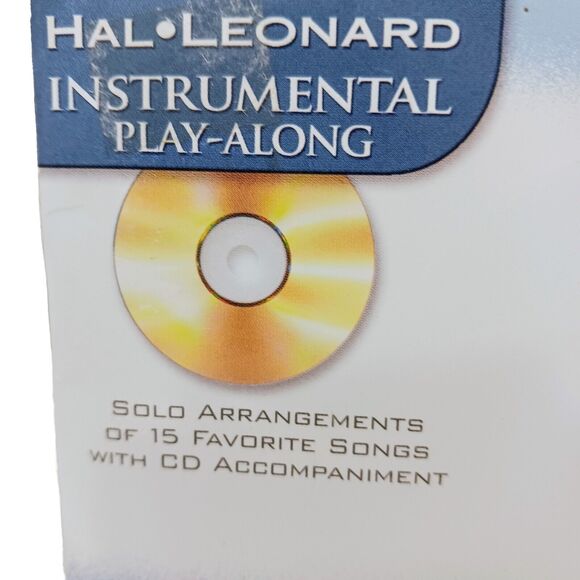 HAL•LEONARD
INSTRUMENTAL
PLAY-ALONG
SOLO ARRANGEMENTS
OF 15 FAVORITE SONGS
WITH CD ACCOMPANIMENT